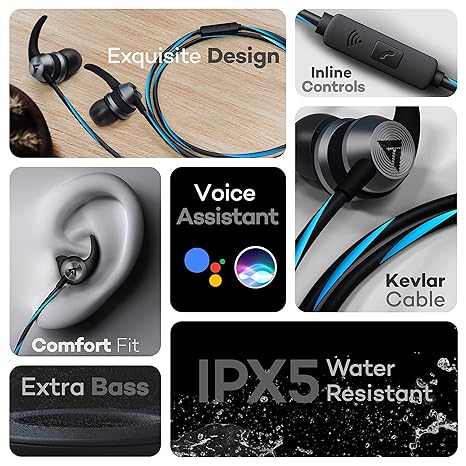 Exquisite Design
Inline
Controls
Voice
Assistant
Kevlar
Cable
Comfort Fit
Extra Bass
IPX5 Water
Resistant